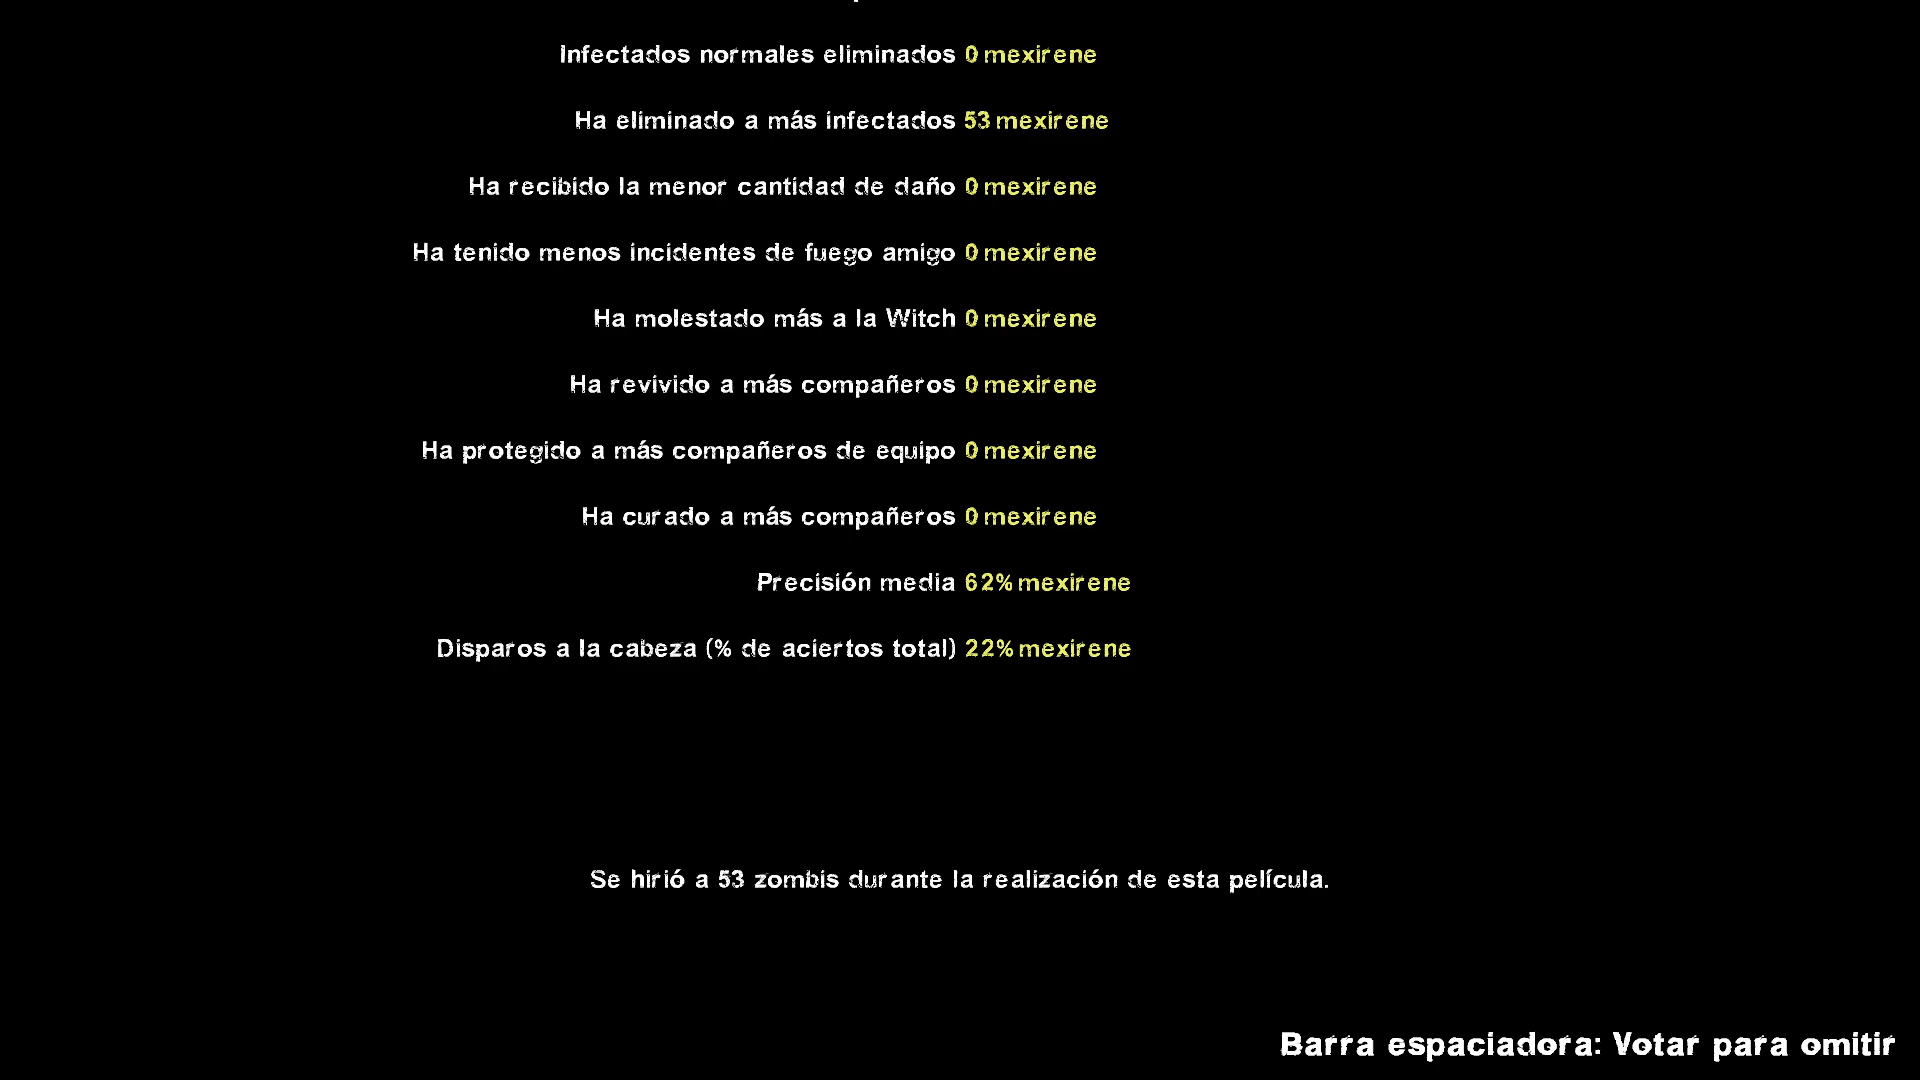 Infectados normales eliminados 0 mexirene
Ha eliminado a más infectados 53 mexirene
Ha recibido la menor cantidad de daño 0 mexirene
Ha tenido menos incidentes de fuego amigo 0 mexirene
Ha molestado más a la Witch 0 mexirene
Ha revivido a más compañeros 0 mexirene
Ha protegido a más compañeros de equipo 0 mexirene
Ha curado a más compañeros 0 mexirene
Precisión media 62% mexirene
Disparos a la cabeza (% de aciertos total) 22% mexirene
Se hirió a 53 zombis durante la realización de esta película.
Barra espaciadora: Votar para omitir